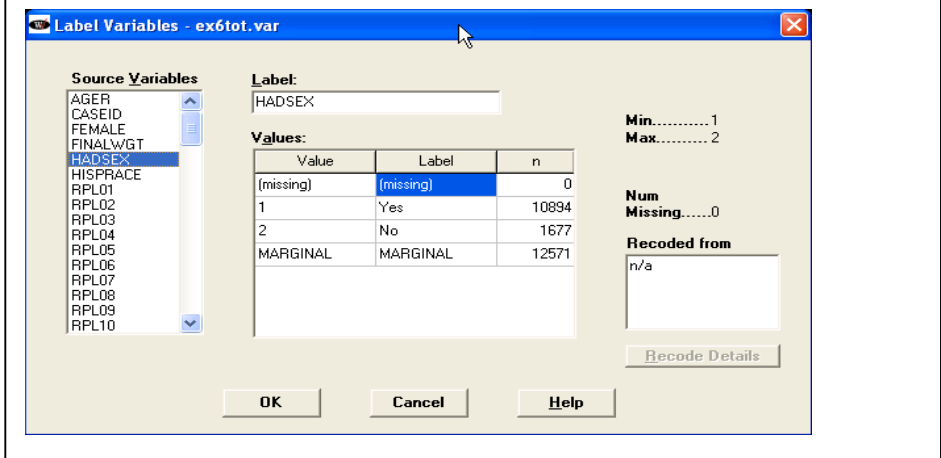 Label Variables - ex6tot.var
Source Variables
AGER
CASEID
FEMALE
FINALWGT
HADSEX
HISPRACE
RPL01
RPL02
RPL03
RPL04
RPL05
RPL06
RPL07
RPL08
RPL09
RPL10
Label:
HADSEX
Values:
Value Label n
(missing) (missing) 0
1 Yes 10894
2 No 1677
MARGINAL MARGINAL 12571
Min..........1
Max.......... 2
Num
Missing......0
Recoded from
n/a
Recode Details
OK Cancel Help